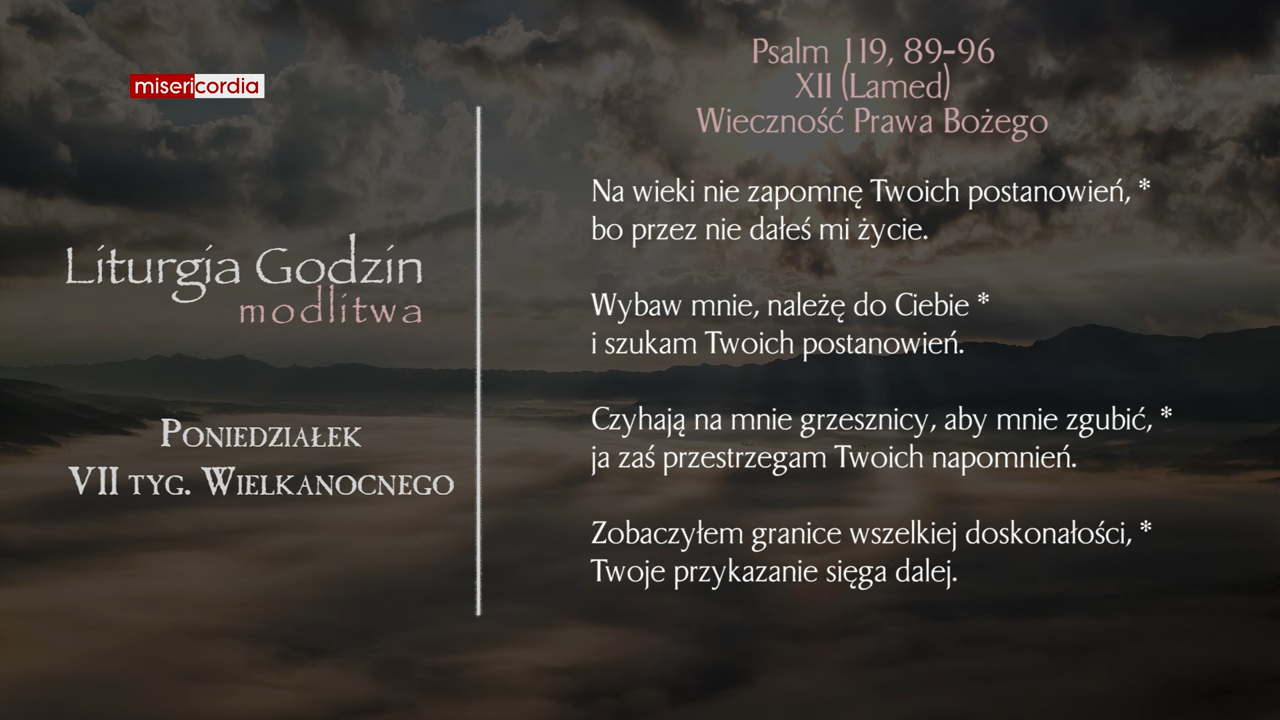 misericordia
Liturgia Godzin
modlitwa
Poniedziałek
VII tyg. Wielkanocnego
Psalm 119, 89-96
XII (Lamed)
Wieczność Prawa Bożego
Na wieki nie zapomnę Twoich postanowień, *
bo przez nie dałeś mi życie.
Wybaw mnie, należę do Ciebie *
i szukam Twoich postanowień.
Czyhają na mnie grzesznicy, aby mnie zgubić, *
ja zaś przestrzegam Twoich napomnień.
Zobaczyłem granice wszelkiej doskonałości, *
Twoje przykazanie sięga dalej.